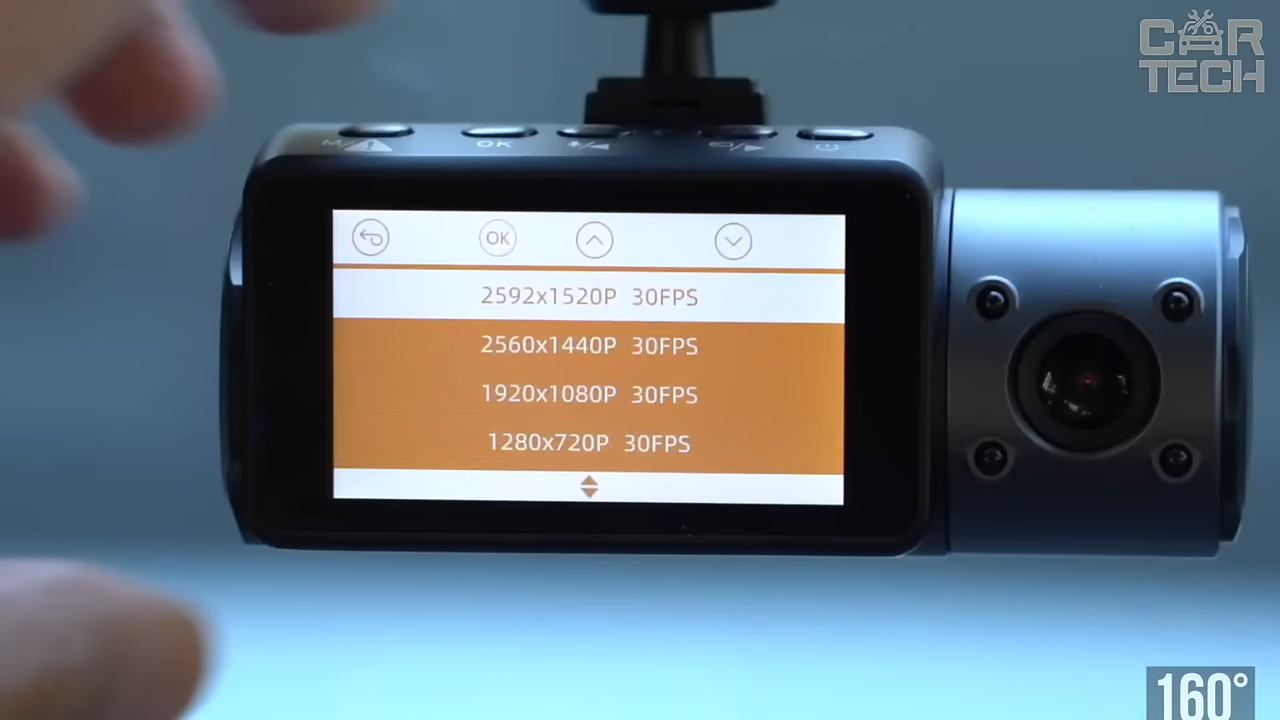 CAR
TECH
M
OK
OK
2592x1520P 30FPS
2560x1440P 30FPS
1920x1080P 30FPS
1280x720P 30FPS
160°